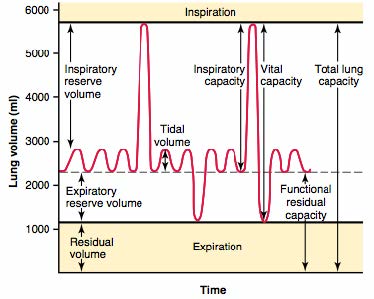 Inspiration
6000
5000
4000
3000
2000
1000
Lung volume (ml)
Inspiratory
reserve
volume
Inspiratory
capacity
Vital
capacity
Total lung
capacity
Tidal
volume
Expiratory
reserve volume
Functional
residual
capacity
Residual
volume
Expiration
Time